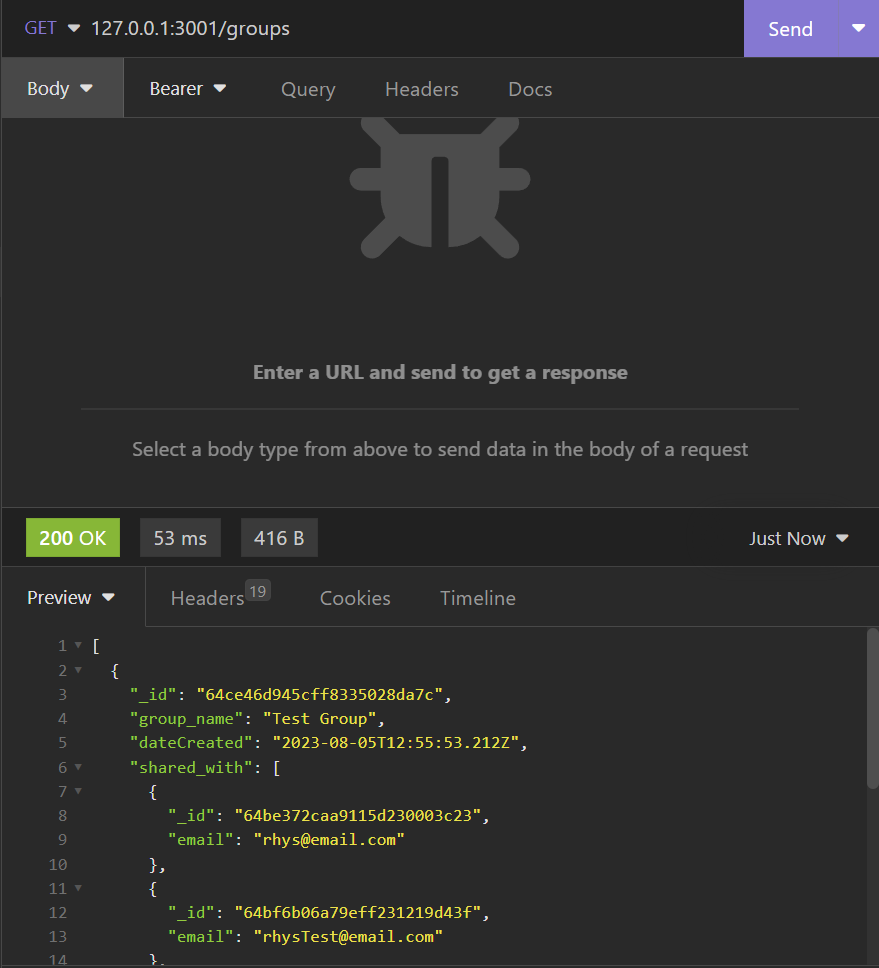 GET 127.0.0.1:3001/groups Send
Body Bearer Query Headers Docs
Enter a URL and send to get a response
Select a body type from above to send data in the body of a request
200 OK 53 ms 416 B Just Now
Preview Headers 19 Cookies Timeline
1 [
2 {
3 "_id": "64ce46d945cff8335028da7c",
4 "group_name": "Test Group",
5 "dateCreated": "2023-08-05T12:55:53.212Z",
6 "shared_with": [
7 {
8 "_id": "64be372caa9115d230003c23",
9 "email": "rhys@email.com"
10 },
11 {
12 "_id": "64bf6b06a79eff231219d43f",
13 "email": "rhysTest@email.com"
14 },